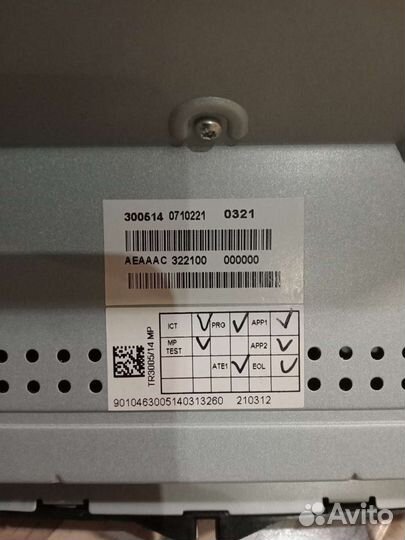 300514 0710221 0321
AEAAAC 322100 000000
TR3005/14 MP
ICT PRG APP1
MP TEST APP2
ATE1 EOL
9010463005140313260 210312
Avito